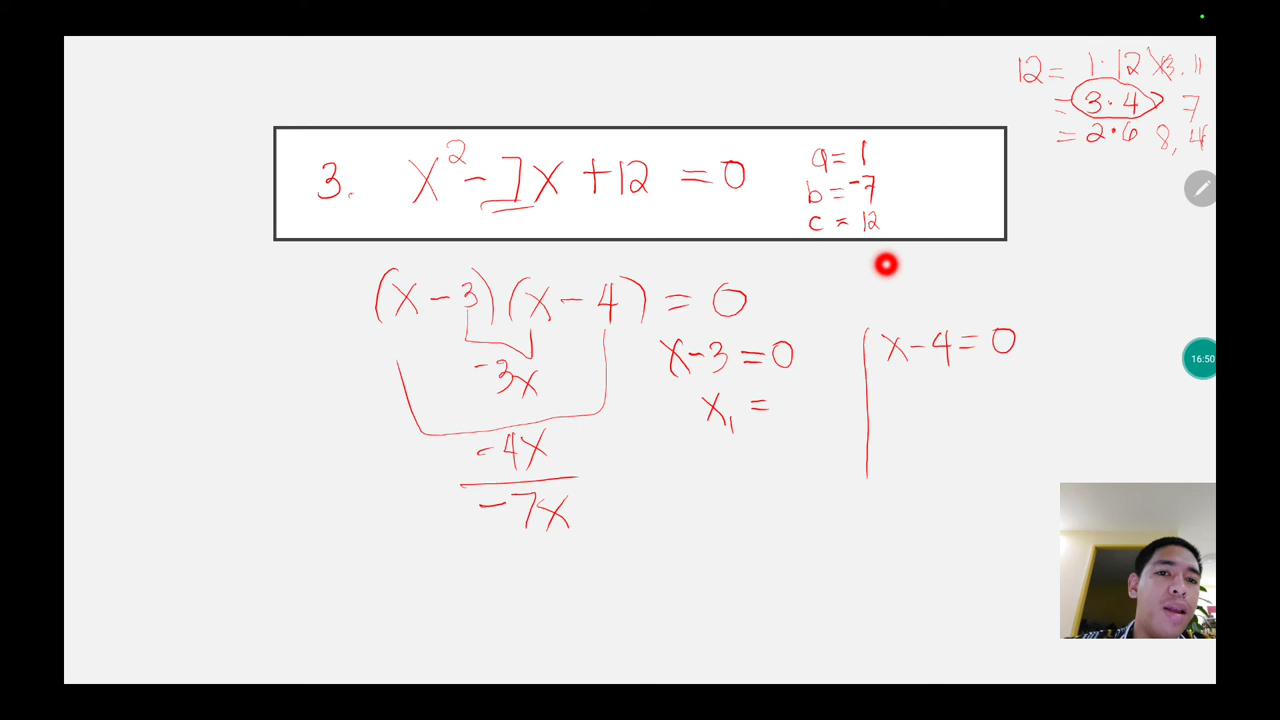 12 = 1·12 13, 11
= 3·4 > 7
= 2·6 8, 4
3. x² - 7x + 12 = 0
a = 1
b = -7
c = 12
(x - 3)(x - 4) = 0
x - 3 = 0
x - 4 = 0
-3x
x₁ =
-4x
-7x
16:50